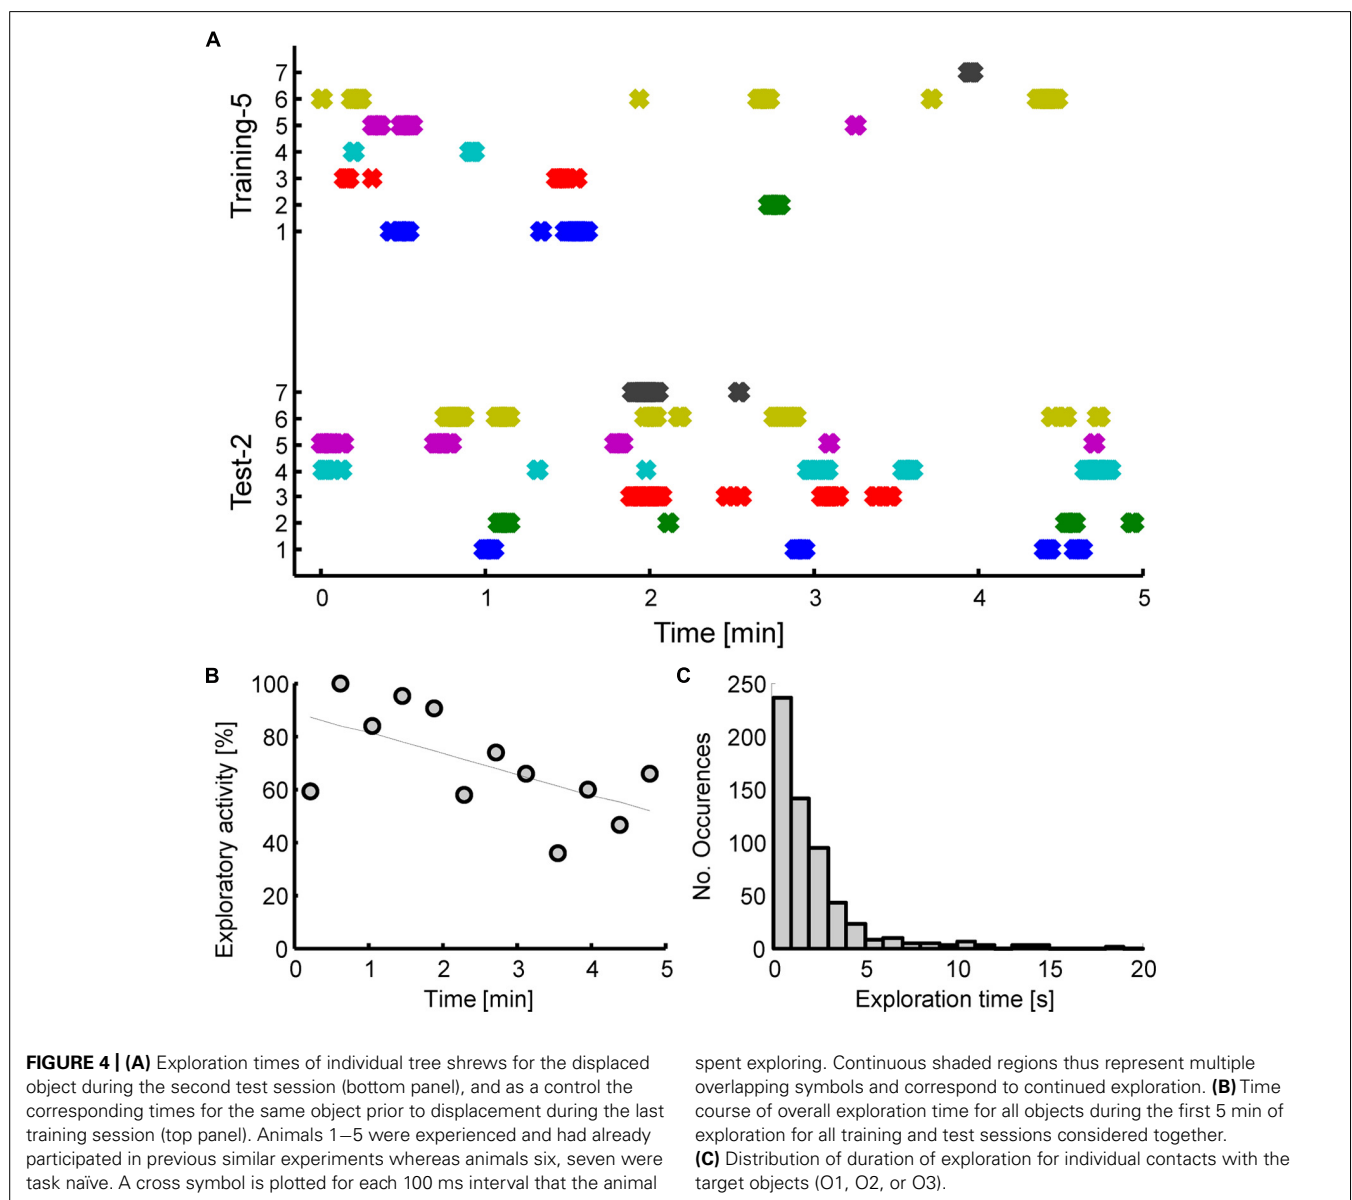 A
Training-5
7
6
5
4
3
2
1
Test-2
7
6
5
4
3
2
1
0 1 2 3 4 5
Time [min]
B
Exploratory activity [%]
100
80
60
40
20
0
0 1 2 3 4 5
Time [min]
C
No. Occurences
250
200
150
100
50
0
0 5 10 15 20
Exploration time [s]
FIGURE 4 | (A) Exploration times of individual tree shrews for the displaced
object during the second test session (bottom panel), and as a control the
corresponding times for the same object prior to displacement during the last
training session (top panel). Animals 1–5 were experienced and had already
participated in previous similar experiments whereas animals six, seven were
task naïve. A cross symbol is plotted for each 100 ms interval that the animal
spent exploring. Continuous shaded regions thus represent multiple
overlapping symbols and correspond to continued exploration. (B) Time
course of overall exploration time for all objects during the first 5 min of
exploration for all training and test sessions considered together.
(C) Distribution of duration of exploration for individual contacts with the
target objects (O1, O2, or O3).